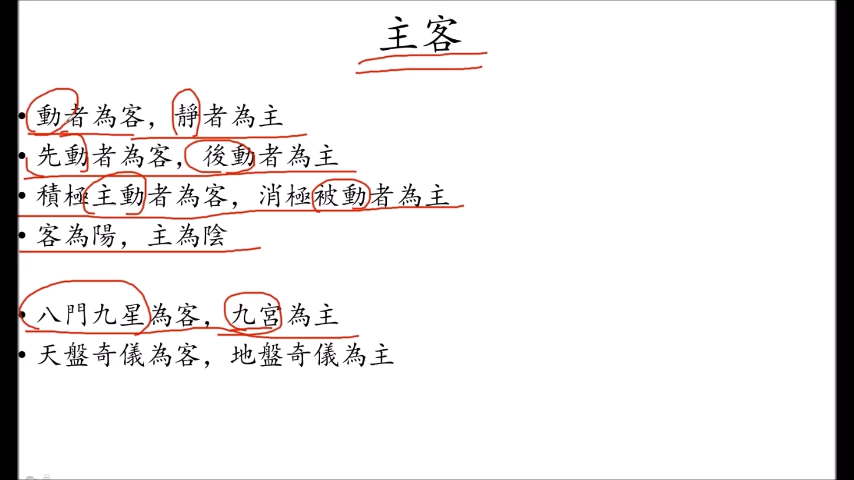 主客
• 動者為客，靜者為主
• 先動者為客，後動者為主
• 積極主動者為客，消極被動者為主
• 客為陽，主為陰
• 八門九星為客，九宮為主
• 天盤奇儀為客，地盤奇儀為主